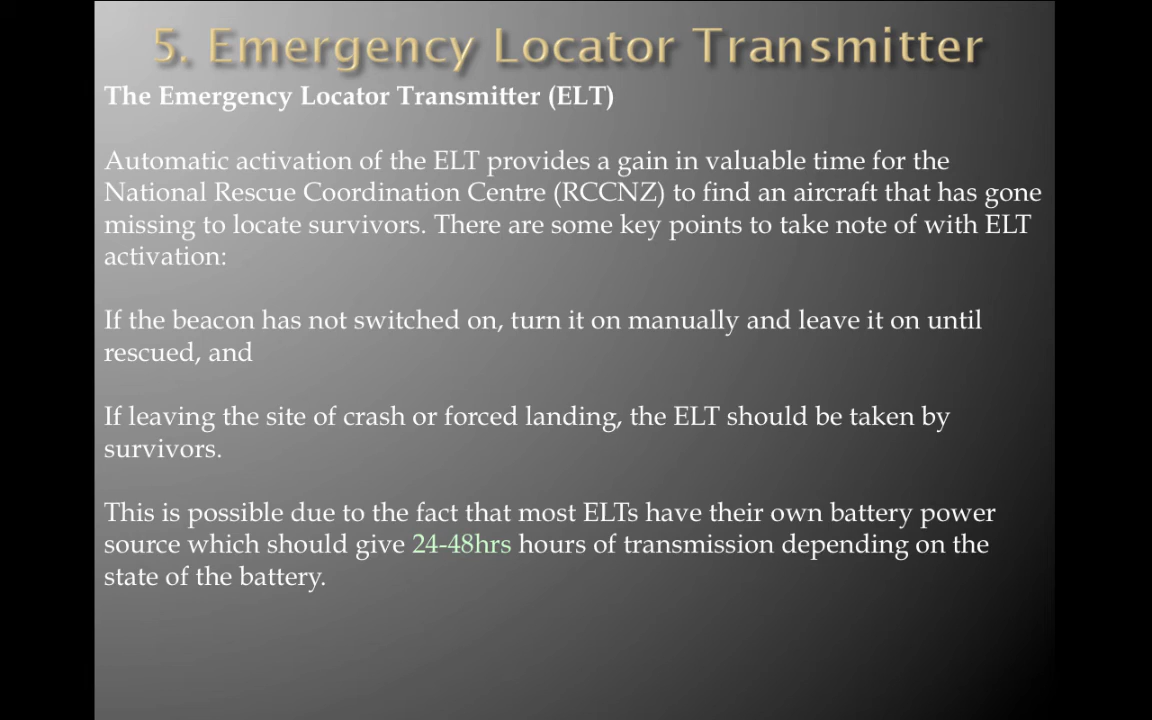 5. Emergency Locator Transmitter
The Emergency Locator Transmitter (ELT)
Automatic activation of the ELT provides a gain in valuable time for the
National Rescue Coordination Centre (RCCNZ) to find an aircraft that has gone
missing to locate survivors. There are some key points to take note of with ELT
activation:
If the beacon has not switched on, turn it on manually and leave it on until
rescued, and
If leaving the site of crash or forced landing, the ELT should be taken by
survivors.
This is possible due to the fact that most ELTs have their own battery power
source which should give 24-48hrs hours of transmission depending on the
state of the battery.